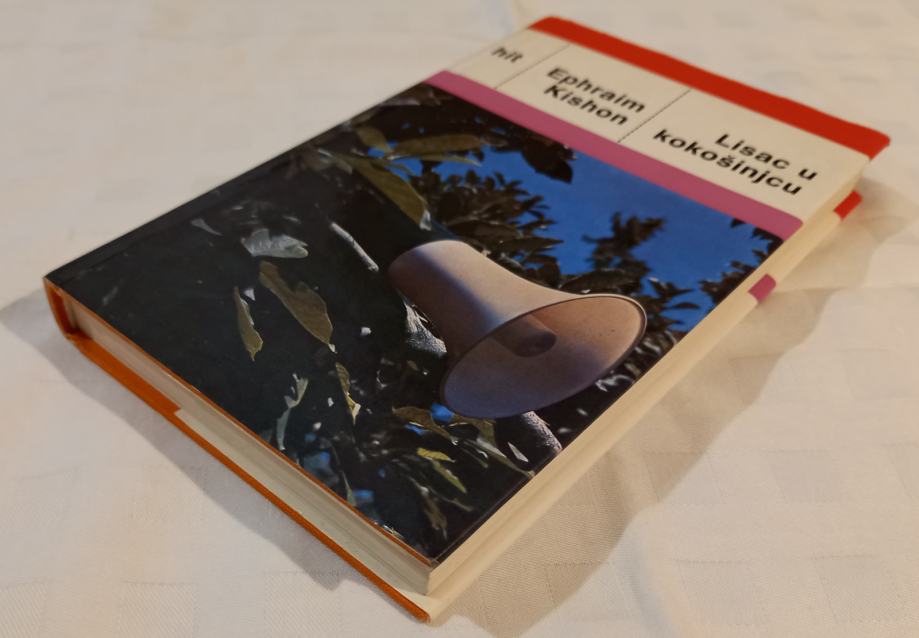 hit
Ephraim
Kishon
Lisac u
kokošinjcu